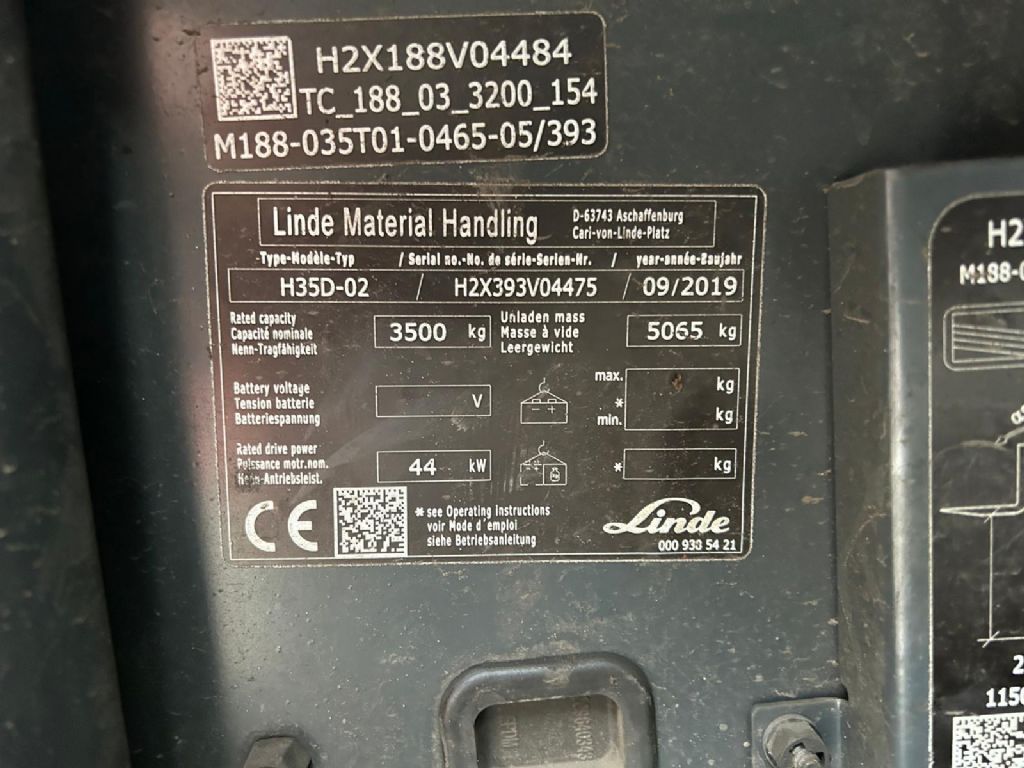 H2X188V04484
TC_188_03_3200_154
M188-035T01-0465-05/393
Linde Material Handling
D-63743 Aschaffenburg
Carl-von-Linde-Platz
Type-Modèle-Typ / Serial no.-No. de série-Serien-Nr. / year-année-Baujahr
H35D-02 / H2X393V04475 / 09/2019
Rated capacity
Capacité nominale
Nenn-Tragfähigkeit
3500 kg
Unladen mass
Masse à vide
Leergewicht
5065 kg
Battery voltage
Tension batterie
Batteriespannung
V
max.
*
min.
kg
kg
Rated drive power
Puissance motr.nom.
Nenn-Antriebsleist.
44 kW
*
kg
CE
* see Operating Instructions
voir Mode d'emploi
siehe Betriebsanleitung
Linde
000 930 54 21
H2
M188-0
α
2
1150